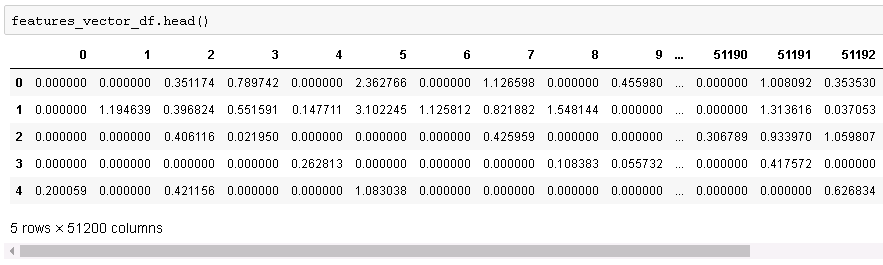 features_vector_df.head()
0 1 2 3 4 5 6 7 8 9 ... 51190 51191 51192
0 0.000000 0.000000 0.351174 0.789742 0.000000 2.362766 0.000000 1.126598 0.000000 0.455980 ... 0.000000 1.008092 0.353530
1 0.000000 1.194639 0.396824 0.551591 0.147711 3.102245 1.125812 0.821882 1.548144 0.000000 ... 0.000000 1.313616 0.037053
2 0.000000 0.000000 0.406116 0.021950 0.000000 0.000000 0.000000 0.425959 0.000000 0.000000 ... 0.306789 0.933970 1.059807
3 0.000000 0.000000 0.000000 0.000000 0.262813 0.000000 0.000000 0.000000 0.108383 0.055732 ... 0.000000 0.417572 0.000000
4 0.200059 0.000000 0.421156 0.000000 0.000000 1.083038 0.000000 0.000000 0.000000 0.000000 ... 0.000000 0.000000 0.626834
5 rows × 51200 columns